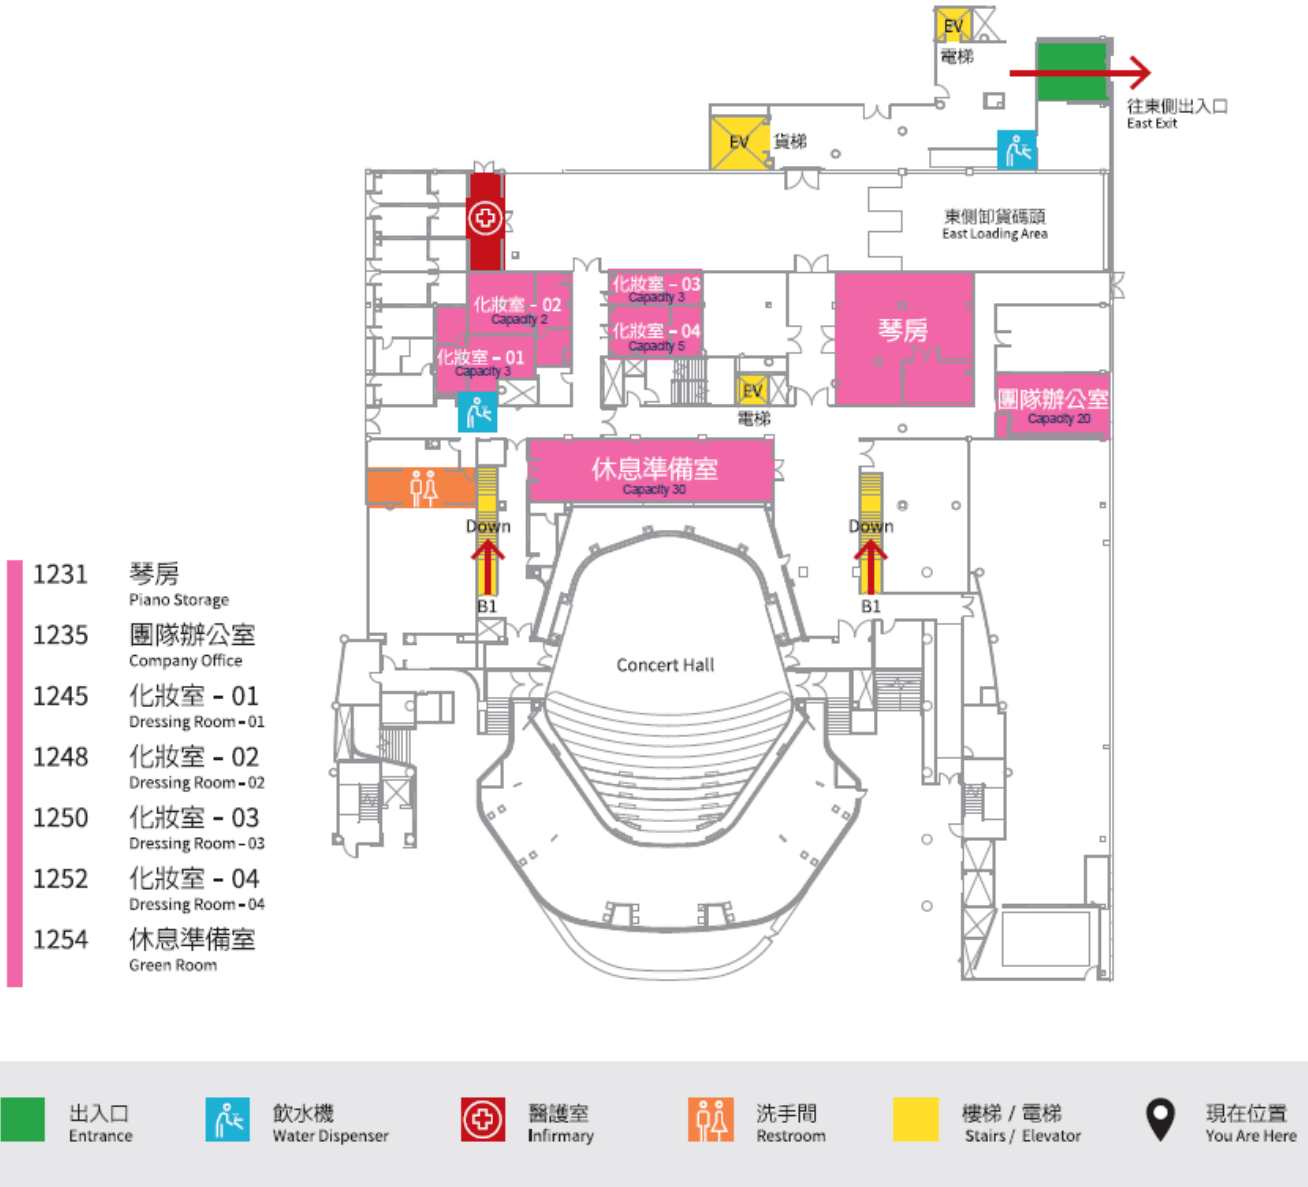 EV
電梯
往東側出入口
East Exit
EV 貨梯
東側卸貨碼頭
East Loading Area
化妝室 - 02
Capacity 2
化妝室 - 03
Capacity 3
化妝室 - 04
Capacity 5
琴房
化妝室 - 01
Capacity 3
EV
電梯
團隊辦公室
Capacity 20
休息準備室
Capacity 30
Down
B1
Down
B1
Concert Hall
1231 琴房
Piano Storage
1235 團隊辦公室
Company Office
1245 化妝室 - 01
Dressing Room - 01
1248 化妝室 - 02
Dressing Room - 02
1250 化妝室 - 03
Dressing Room - 03
1252 化妝室 - 04
Dressing Room - 04
1254 休息準備室
Green Room
出入口
Entrance
飲水機
Water Dispenser
醫護室
Infirmary
洗手間
Restroom
樓梯 / 電梯
Stairs / Elevator
現在位置
You Are Here